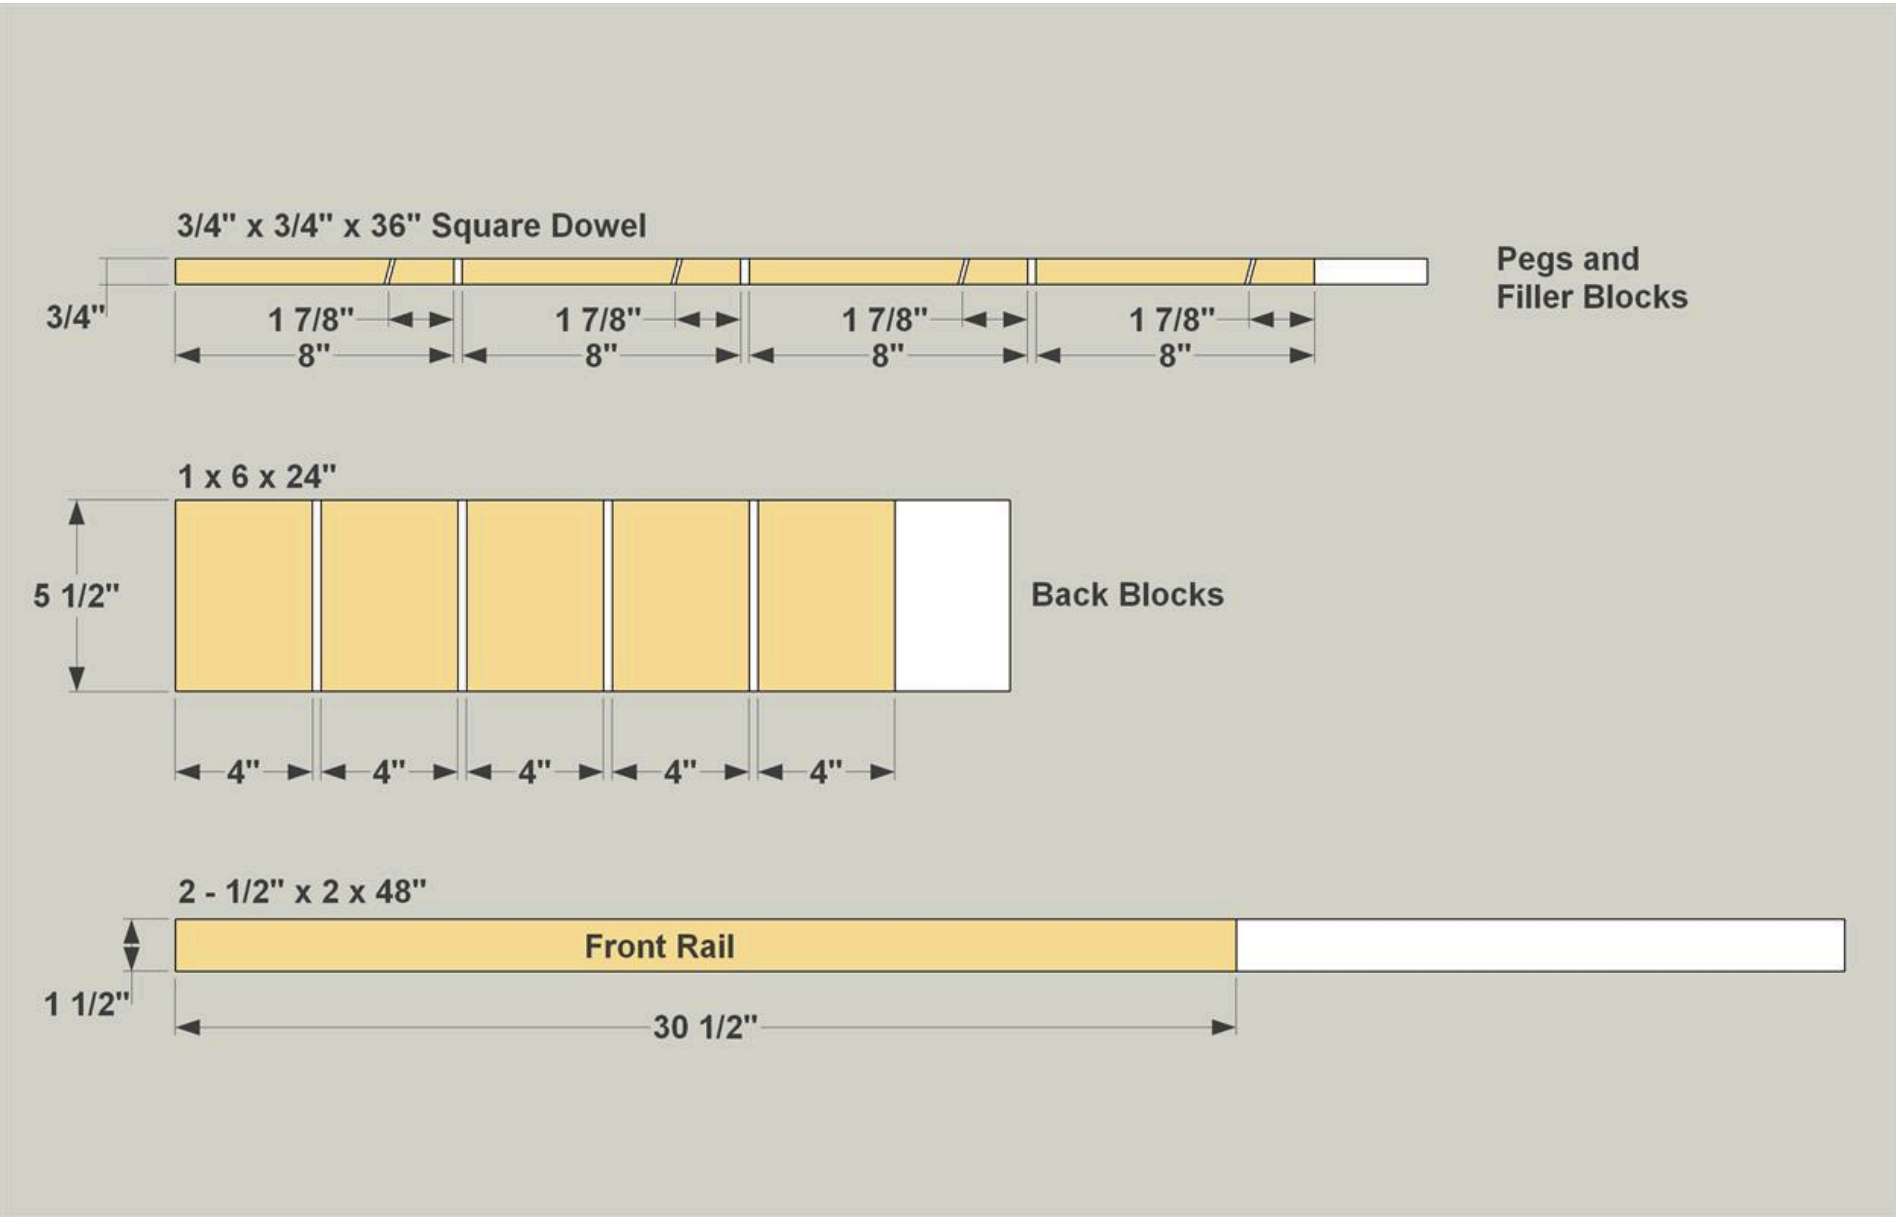 3/4" x 3/4" x 36" Square Dowel
Pegs and
Filler Blocks
3/4"
1 7/8" 1 7/8" 1 7/8" 1 7/8"
8" 8" 8" 8"
1 x 6 x 24"
5 1/2"
Back Blocks
4" 4" 4" 4" 4"
2 - 1/2" x 2 x 48"
Front Rail
1 1/2"
30 1/2"